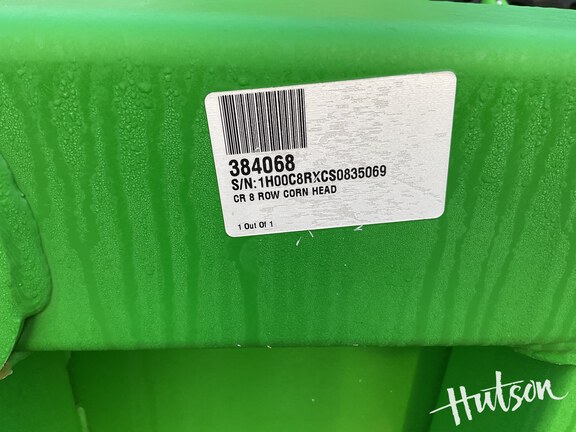 384068
S/N:1H00C8RXCS0835069
CR 8 ROW CORN HEAD
1 Out Of 1
Hutson